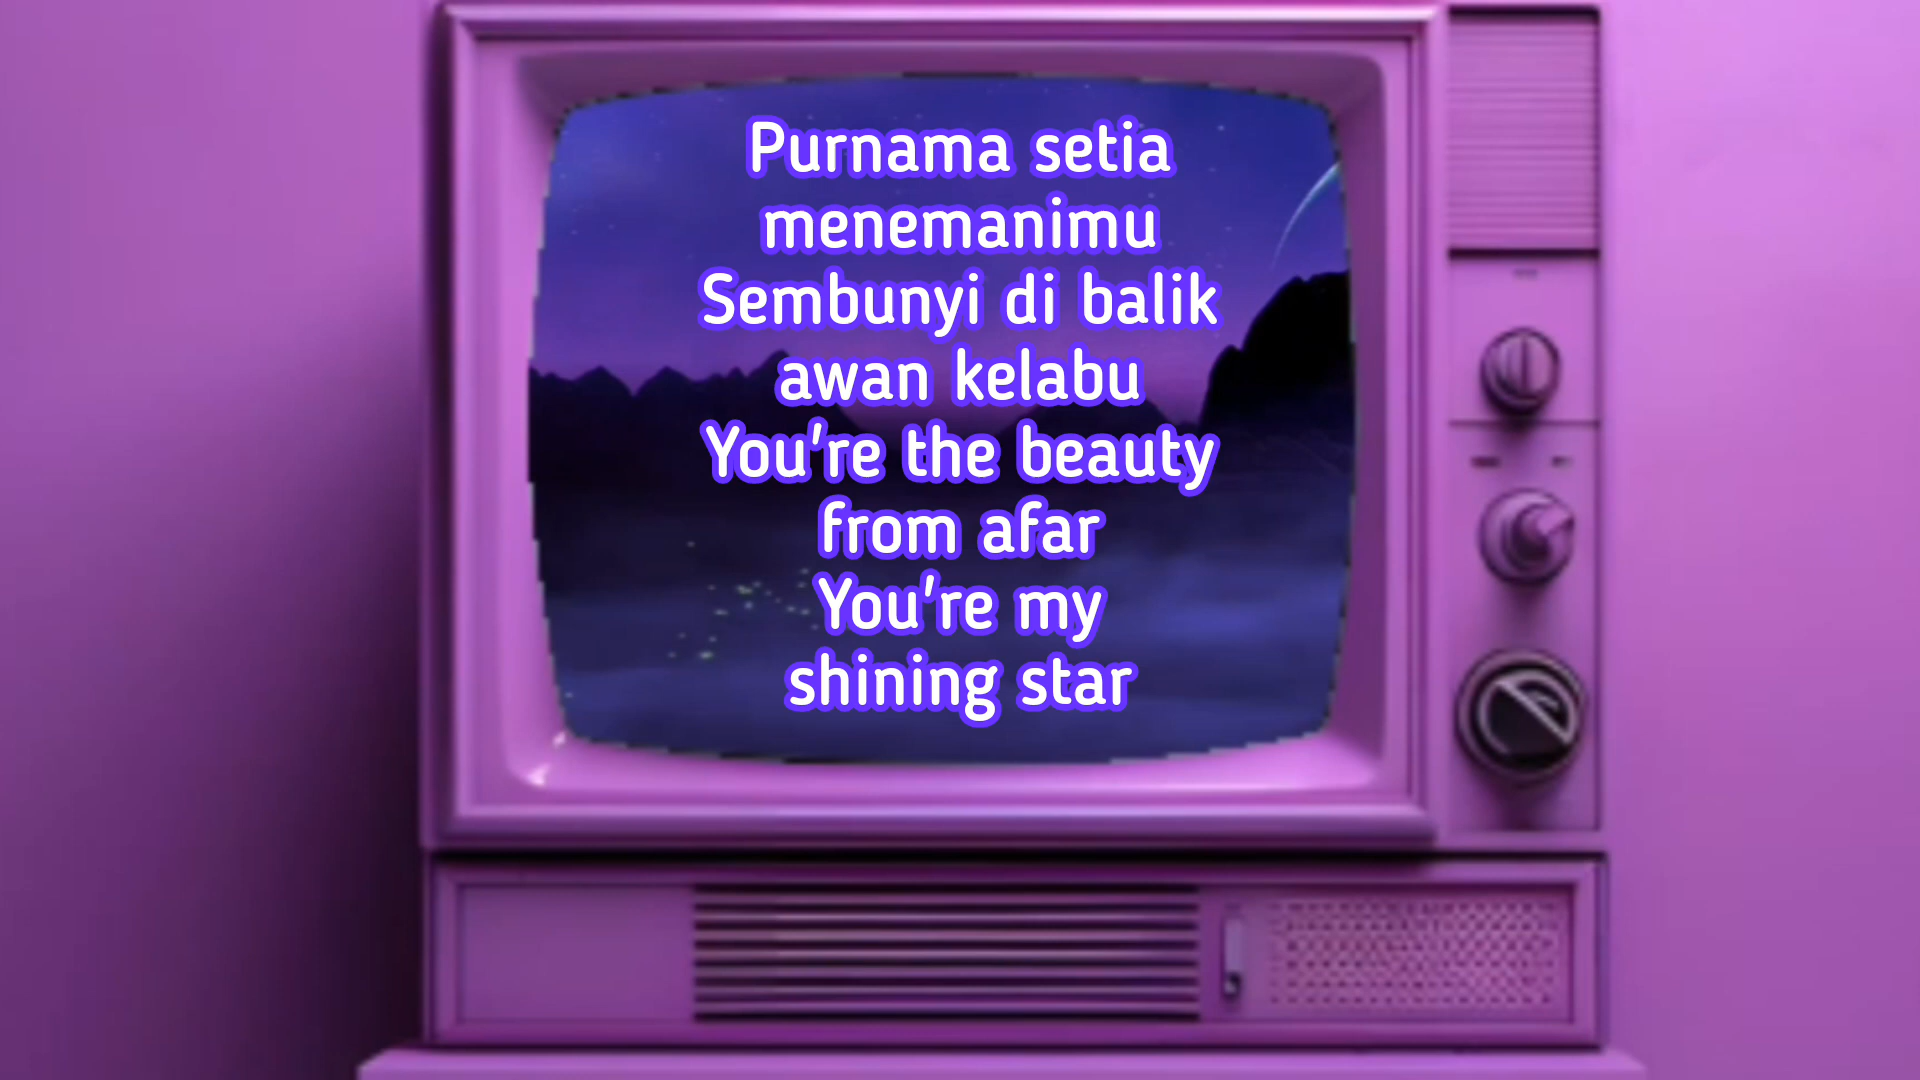 Purnama setia
menemanimu
Sembunyi di balik
awan kelabu
You're the beauty
from afar
You're my
shining star